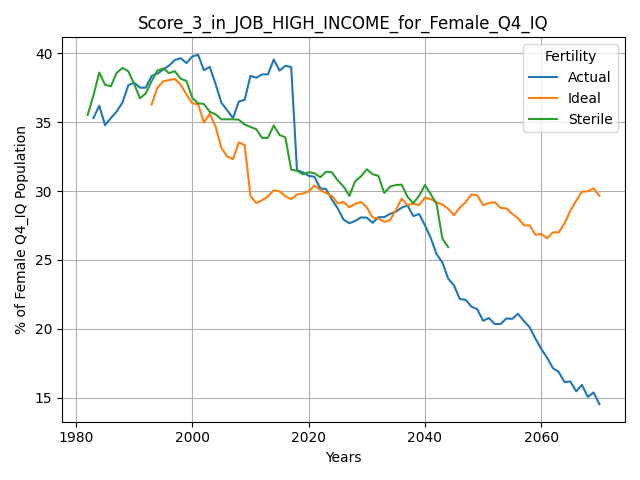 Score_3_in_JOB_HIGH_INCOME_for_Female_Q4_IQ
% of Female Q4_IQ Population
40
35
30
25
20
15
Fertility
Actual
Ideal
Sterile
1980 2000 2020 2040 2060
Years